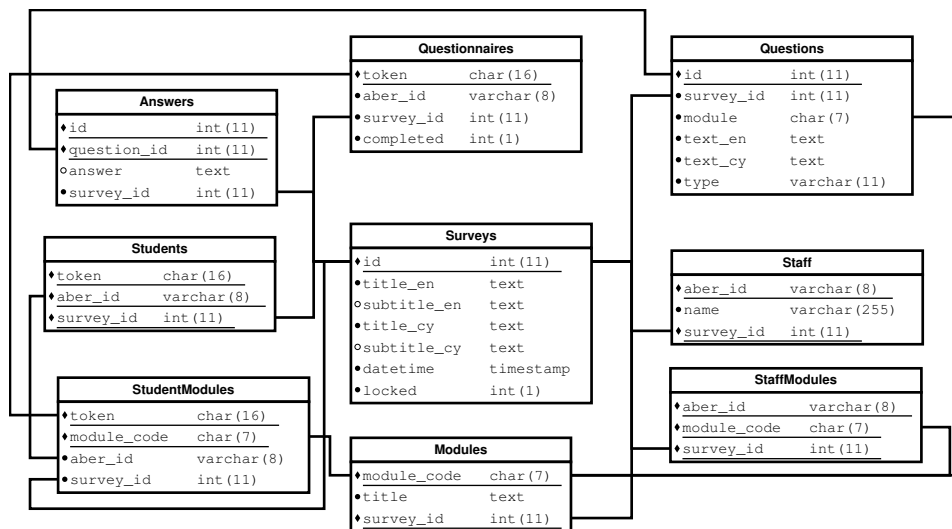 Questionnaires
token char(16)
aber_id varchar(8)
survey_id int(11)
completed int(1)
Questions
id int(11)
survey_id int(11)
module char(7)
text_en text
text_cy text
type varchar(11)
Answers
id int(11)
question_id int(11)
answer text
survey_id int(11)
Students
token char(16)
aber_id varchar(8)
survey_id int(11)
Surveys
id int(11)
title_en text
subtitle_en text
title_cy text
subtitle_cy text
datetime timestamp
locked int(1)
Staff
aber_id varchar(8)
name varchar(255)
survey_id int(11)
StudentModules
token char(16)
module_code char(7)
aber_id varchar(8)
survey_id int(11)
Modules
module_code char(7)
title text
survey_id int(11)
StaffModules
aber_id varchar(8)
module_code char(7)
survey_id int(11)